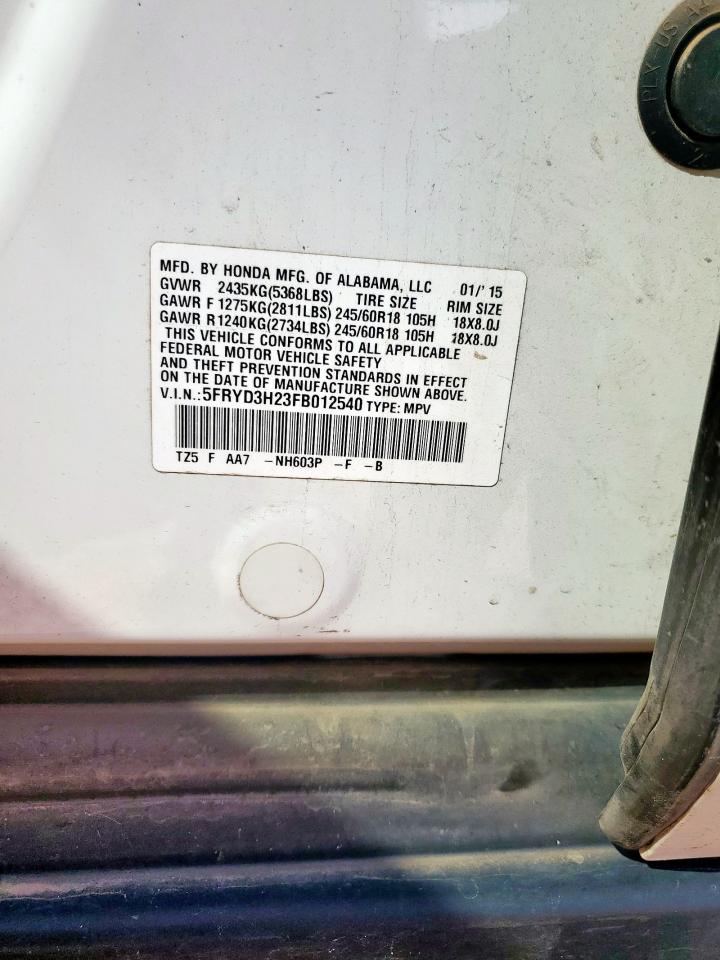 PLY US A
MFD. BY HONDA MFG. OF ALABAMA, LLC 01/'15
GVWR 2435KG(5368LBS) TIRE SIZE RIM SIZE
GAWR F 1275KG(2811LBS) 245/60R18 105H 18X8.0J
GAWR R1240KG(2734LBS) 245/60R18 105H 18X8.0J
THIS VEHICLE CONFORMS TO ALL APPLICABLE
FEDERAL MOTOR VEHICLE SAFETY
AND THEFT PREVENTION STANDARDS IN EFFECT
ON THE DATE OF MANUFACTURE SHOWN ABOVE.
V.I.N.:5FRYD3H23FB012540 TYPE: MPV
TZ5 F AA7 -NH603P -F -B